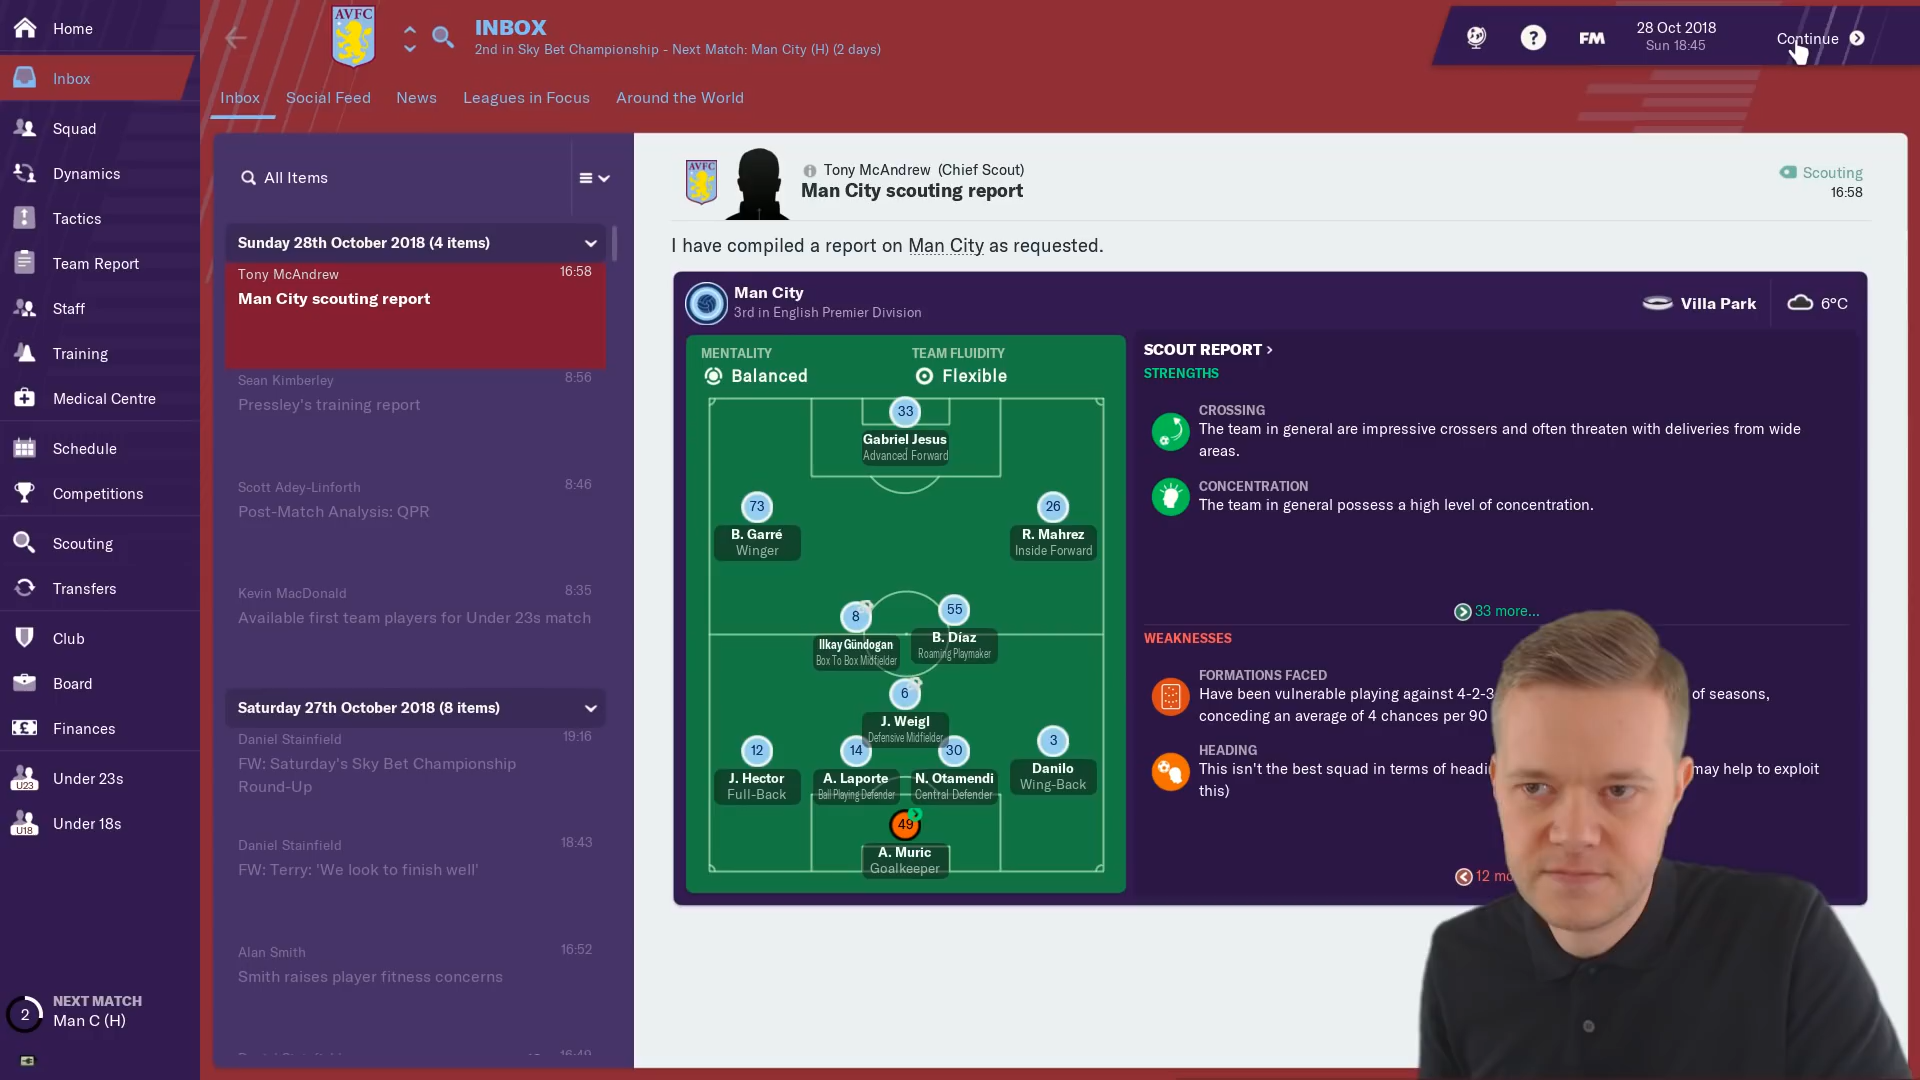 Home
Inbox
Squad
Dynamics
Tactics
Team Report
Staff
Training
Medical Centre
Schedule
Competitions
Scouting
Transfers
Club
Board
Finances
U23
Under 23s
U18
Under 18s
NEXT MATCH
2
Man C (H)
AVFC
INBOX
2nd in Sky Bet Championship - Next Match: Man City (H) (2 days)
FM
28 Oct 2018
Sun 18:45
Continue
Inbox
Social Feed
News
Leagues in Focus
Around the World
All Items
Sunday 28th October 2018 (4 items)
Tony McAndrew
16:58
Man City scouting report
Sean Kimberley
8:56
Pressley's training report
Scott Adey-Linforth
8:46
Post-Match Analysis: QPR
Kevin MacDonald
8:35
Available first team players for Under 23s match
Saturday 27th October 2018 (8 items)
Daniel Stainfield
19:16
FW: Saturday's Sky Bet Championship
Round-Up
Daniel Stainfield
18:43
FW: Terry: 'We look to finish well'
Alan Smith
16:52
Smith raises player fitness concerns
AVFC
Tony McAndrew (Chief Scout)
Man City scouting report
Scouting
16:58
I have compiled a report on Man City as requested.
Man City
3rd in English Premier Division
Villa Park
6°C
MENTALITY
Balanced
TEAM FLUIDITY
Flexible
33
Gabriel Jesus
Advanced Forward
73
B. Garré
Winger
26
R. Mahrez
Inside Forward
8
Ilkay Gündogan
Box To Box Midfielder
55
B. Díaz
Roaming Playmaker
6
J. Weigl
Defensive Midfielder
12
J. Hector
Full-Back
14
A. Laporte
Ball Playing Defender
30
N. Otamendi
Central Defender
3
Danilo
Wing-Back
49
A. Muric
Goalkeeper
SCOUT REPORT >
STRENGTHS
CROSSING
The team in general are impressive crossers and often threaten with deliveries from wide
areas.
CONCENTRATION
The team in general possess a high level of concentration.
33 more...
WEAKNESSES
FORMATIONS FACED
Have been vulnerable playing against 4-2-3 of seasons,
conceding an average of 4 chances per 90
HEADING
This isn't the best squad in terms of may help to exploit
this)
12